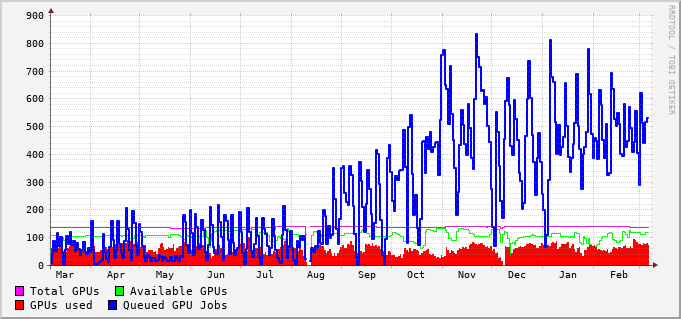 900
800
700
600
500
400
300
200
100
0
Mar Apr May Jun Jul Aug Sep Oct Nov Dec Jan Feb
Total GPUs Available GPUs
GPUs used Queued GPU Jobs
RRDTOOL / TOBI OETIKER